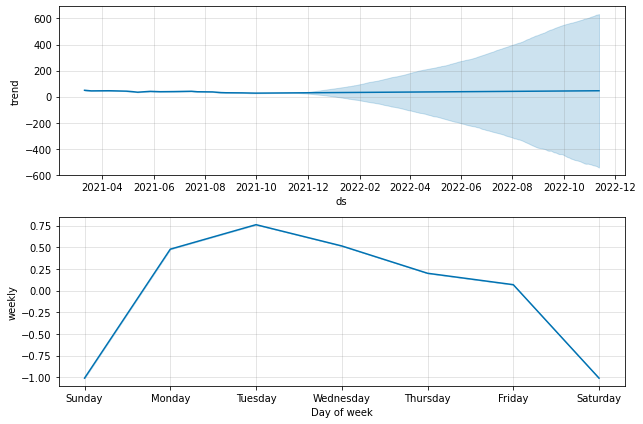 600
400
200
0
−200
−400
−600
trend
2021-04 2021-06 2021-08 2021-10 2021-12 2022-02 2022-04 2022-06 2022-08 2022-10 2022-12
ds
0.75
0.50
0.25
0.00
−0.25
−0.50
−0.75
−1.00
weekly
Sunday Monday Tuesday Wednesday Thursday Friday Saturday
Day of week